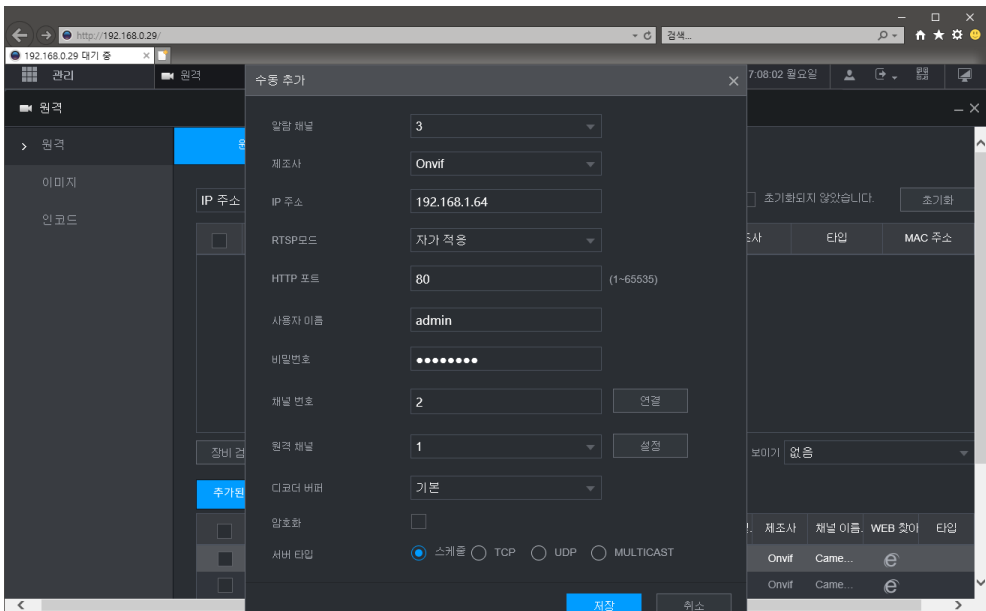 http://192.168.0.29/
검색...
192.168.0.29 대기 중
관리
원격
7:08:02 월요일
원격
원격
이미지
인코드
수동 추가
알람 채널
3
제조사
Onvif
IP 주소
192.168.1.64
RTSP모드
자가 적응
HTTP 포트
80
(1~65535)
사용자 이름
admin
비밀번호
채널 번호
2
연결
원격 채널
1
설정
디코더 버퍼
기본
암호화
서버 타입
스케줄
TCP
UDP
MULTICAST
저장
취소
IP 주소
초기화되지 않았습니다.
초기화
타입
MAC 주소
장비 검
보이기
없음
추가된
제조사
채널 이름.
WEB 찾아
타입
Onvif
Came...
Onvif
Came...